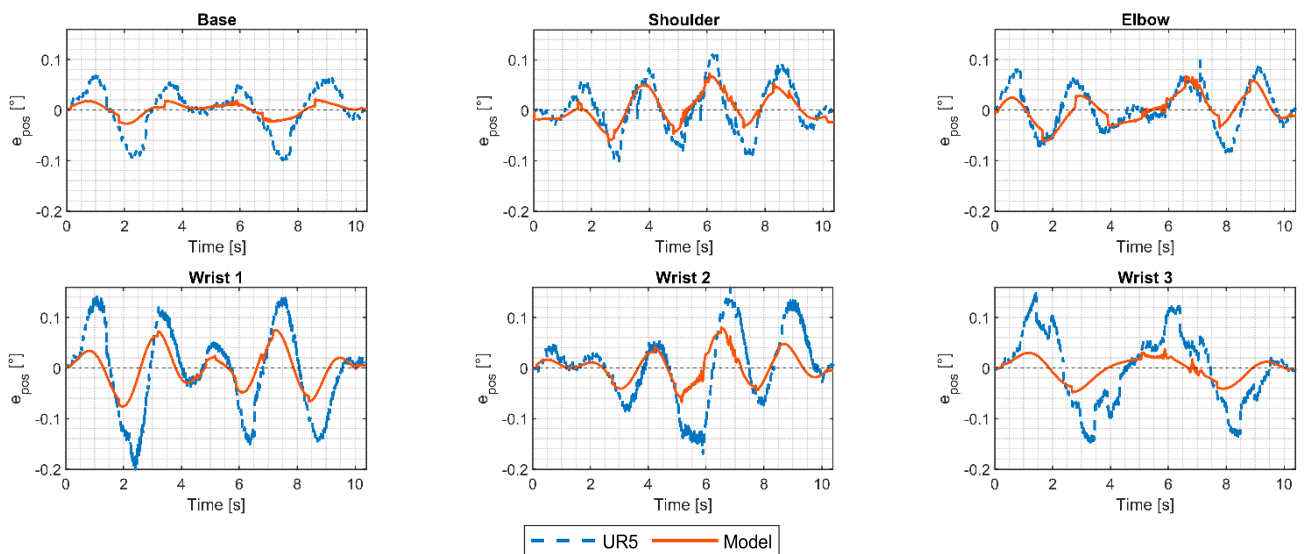 Base
Shoulder
Elbow
e_pos [°]
0.1
0
-0.1
-0.2
0 2 4 6 8 10
Time [s]
e_pos [°]
0.1
0
-0.1
-0.2
0 2 4 6 8 10
Time [s]
e_pos [°]
0.1
0
-0.1
-0.2
0 2 4 6 8 10
Time [s]
Wrist 1
Wrist 2
Wrist 3
e_pos [°]
0.1
0
-0.1
-0.2
0 2 4 6 8 10
Time [s]
e_pos [°]
0.1
0
-0.1
-0.2
0 2 4 6 8 10
Time [s]
e_pos [°]
0.1
0
-0.1
-0.2
0 2 4 6 8 10
Time [s]
UR5 Model